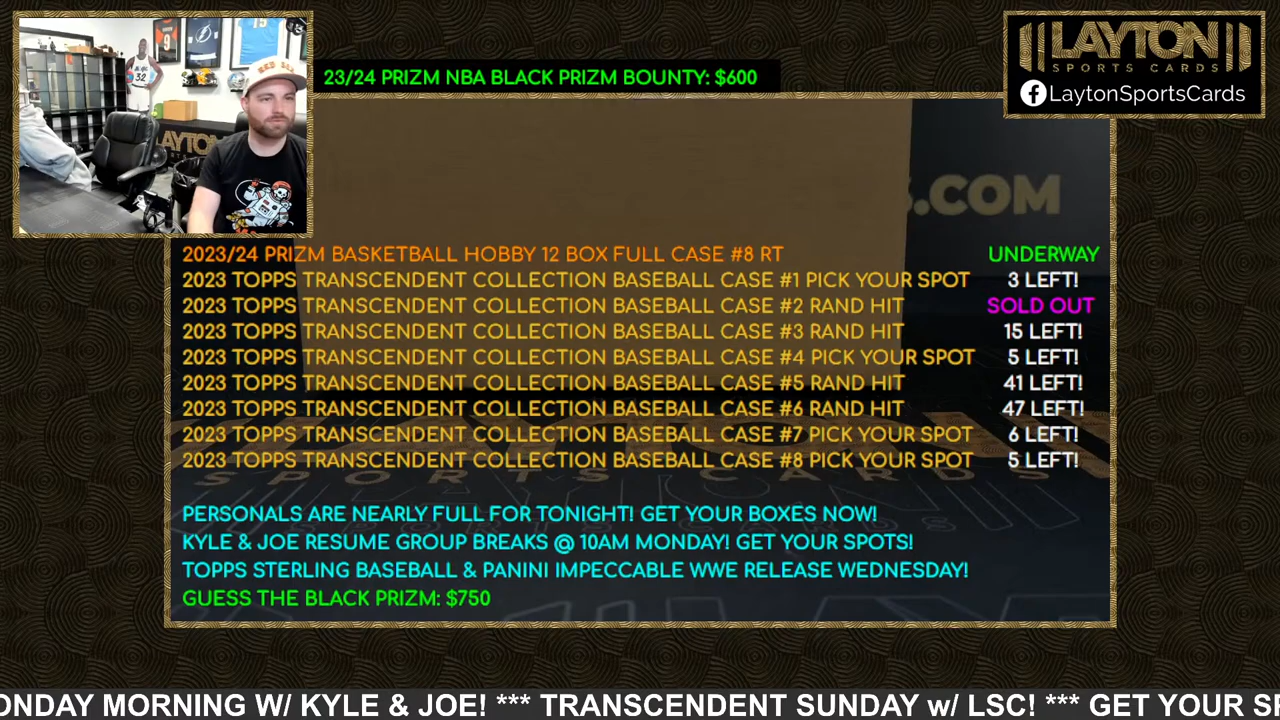 23/24 PRIZM NBA BLACK PRIZM BOUNTY: $600
LAYTON
SPORTS CARDS
LaytonSportsCards
LAYTON
32
9
S.COM
2023/24 PRIZM BASKETBALL HOBBY 12 BOX FULL CASE #8 RT UNDERWAY
2023 TOPPS TRANSCENDENT COLLECTION BASEBALL CASE #1 PICK YOUR SPOT 3 LEFT!
2023 TOPPS TRANSCENDENT COLLECTION BASEBALL CASE #2 RAND HIT SOLD OUT
2023 TOPPS TRANSCENDENT COLLECTION BASEBALL CASE #3 RAND HIT 15 LEFT!
2023 TOPPS TRANSCENDENT COLLECTION BASEBALL CASE #4 PICK YOUR SPOT 5 LEFT!
2023 TOPPS TRANSCENDENT COLLECTION BASEBALL CASE #5 RAND HIT 41 LEFT!
2023 TOPPS TRANSCENDENT COLLECTION BASEBALL CASE #6 RAND HIT 47 LEFT!
2023 TOPPS TRANSCENDENT COLLECTION BASEBALL CASE #7 PICK YOUR SPOT 6 LEFT!
2023 TOPPS TRANSCENDENT COLLECTION BASEBALL CASE #8 PICK YOUR SPOT 5 LEFT!
SPORTS CARDS
PERSONALS ARE NEARLY FULL FOR TONIGHT! GET YOUR BOXES NOW!
KYLE & JOE RESUME GROUP BREAKS @ 10AM MONDAY! GET YOUR SPOTS!
TOPPS STERLING BASEBALL & PANINI IMPECCABLE WWE RELEASE WEDNESDAY!
GUESS THE BLACK PRIZM: $750
ONDAY MORNING W/ KYLE & JOE! *** TRANSCENDENT SUNDAY w/ LSC! *** GET YOUR SP